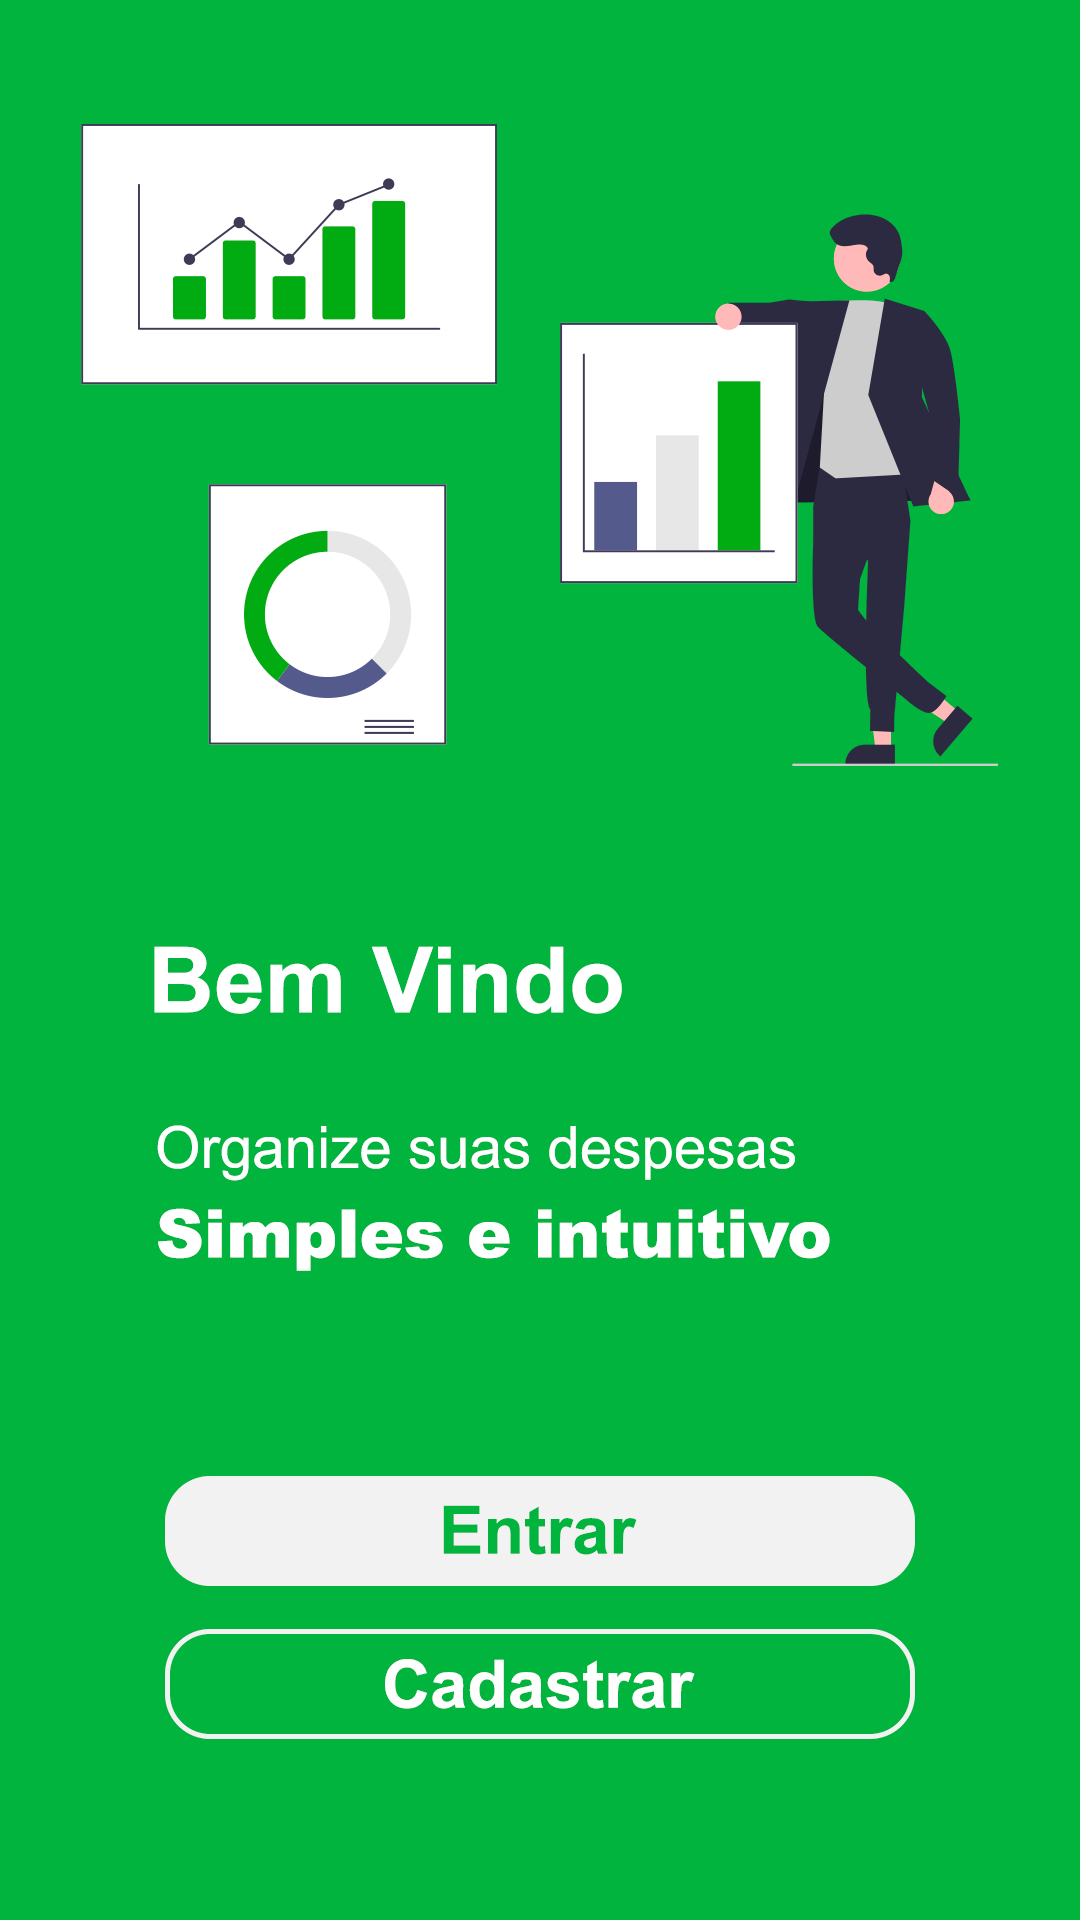 Bem Vindo
Organize suas despesas
Simples e intuitivo
Entrar
Cadastrar